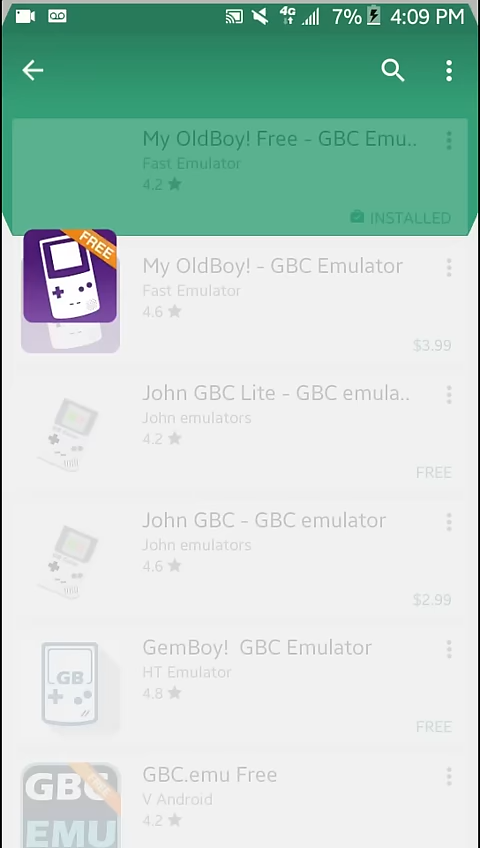 4G 7% 4:09 PM
My OldBoy! Free - GBC Emu..
Fast Emulator
4.2
INSTALLED
FREE
My OldBoy! - GBC Emulator
Fast Emulator
4.6
$3.99
John GBC Lite - GBC emula..
John emulators
4.2
FREE
John GBC - GBC emulator
John emulators
4.6
$2.99
GB
GemBoy!  GBC Emulator
HT Emulator
4.8
FREE
GBC
EMU
GBC.emu Free
V Android
4.2